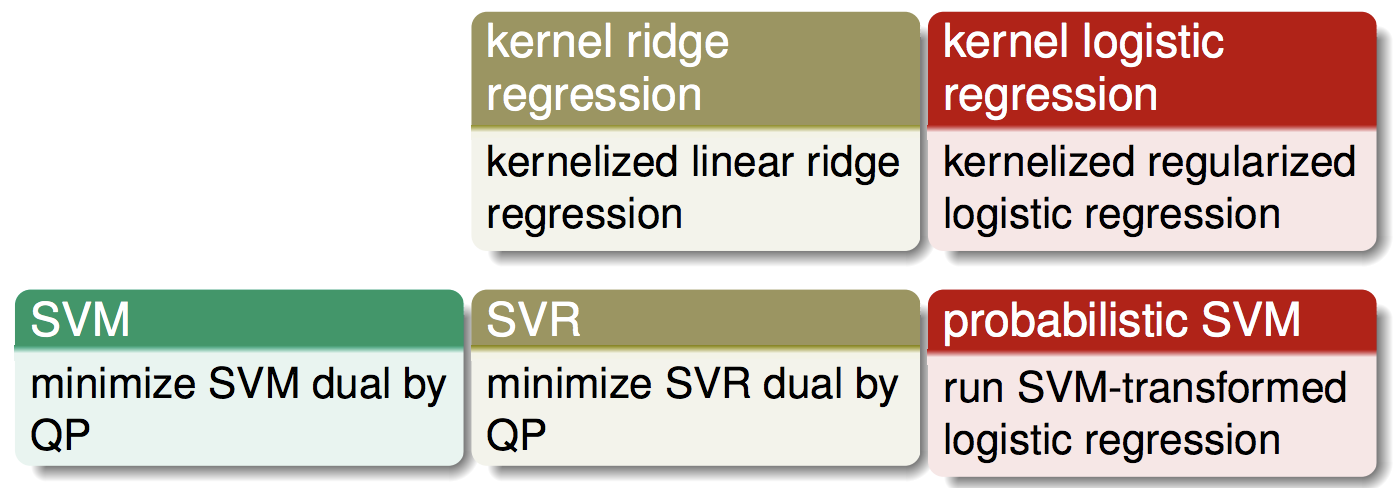 kernel ridge
regression
kernelized linear ridge
regression
kernel logistic
regression
kernelized regularized
logistic regression
SVM
minimize SVM dual by
QP
SVR
minimize SVR dual by
QP
probabilistic SVM
run SVM-transformed
logistic regression